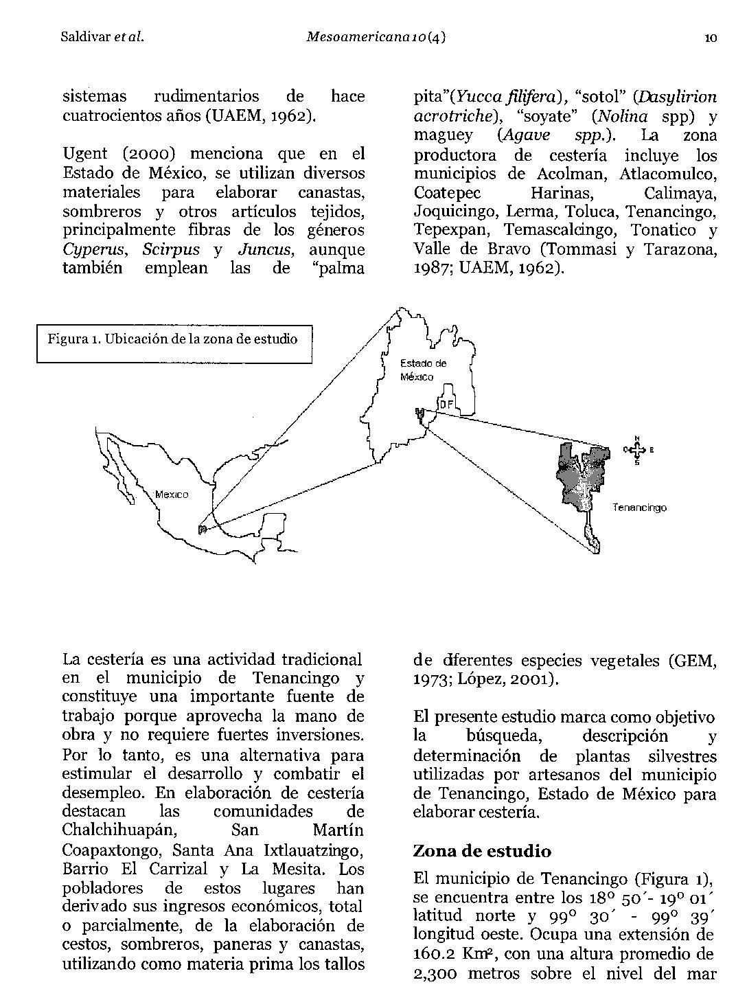 Saldivar et al. Mesoamericana 10(4) 10
sistemas rudimentarios de hace
cuatrocientos años (UAEM, 1962).
Ugent (2000) menciona que en el
Estado de México, se utilizan diversos
materiales para elaborar canastas,
sombreros y otros artículos tejidos,
principalmente fibras de los géneros
Cyperus, Scirpus y Juncus, aunque
también emplean las de “palma
pita”(Yucca filifera), “sotol” (Dasylirion
acrotriche), “soyate” (Nolina spp) y
maguey (Agave spp.). La zona
productora de cestería incluye los
municipios de Acolman, Atlacomulco,
Coatepec Harinas, Calimaya,
Joquicingo, Lerma, Toluca, Tenancingo,
Tepexpan, Temascalcingo, Tonatico y
Valle de Bravo (Tommasi y Tarazona,
1987; UAEM, 1962).
Figura 1. Ubicación de la zona de estudio
Estado de
México
DF
Mexico
N
O E
S
Tenancingo
La cestería es una actividad tradicional
en el municipio de Tenancingo y
constituye una importante fuente de
trabajo porque aprovecha la mano de
obra y no requiere fuertes inversiones.
Por lo tanto, es una alternativa para
estimular el desarrollo y combatir el
desempleo. En elaboración de cestería
destacan las comunidades de
Chalchihuapán, San Martín
Coapaxtongo, Santa Ana Ixtlauatzingo,
Barrio El Carrizal y La Mesita. Los
pobladores de estos lugares han
derivado sus ingresos económicos, total
o parcialmente, de la elaboración de
cestos, sombreros, paneras y canastas,
utilizando como materia prima los tallos
de diferentes especies vegetales (GEM,
1973; López, 2001).
El presente estudio marca como objetivo
la búsqueda, descripción y
determinación de plantas silvestres
utilizadas por artesanos del municipio
de Tenancingo, Estado de México para
elaborar cestería.
Zona de estudio
El municipio de Tenancingo (Figura 1),
se encuentra entre los 18º 50´- 19º 01´
latitud norte y 99º 30´ - 99º 39´
longitud oeste. Ocupa una extensión de
160.2 Km², con una altura promedio de
2,300 metros sobre el nivel del mar